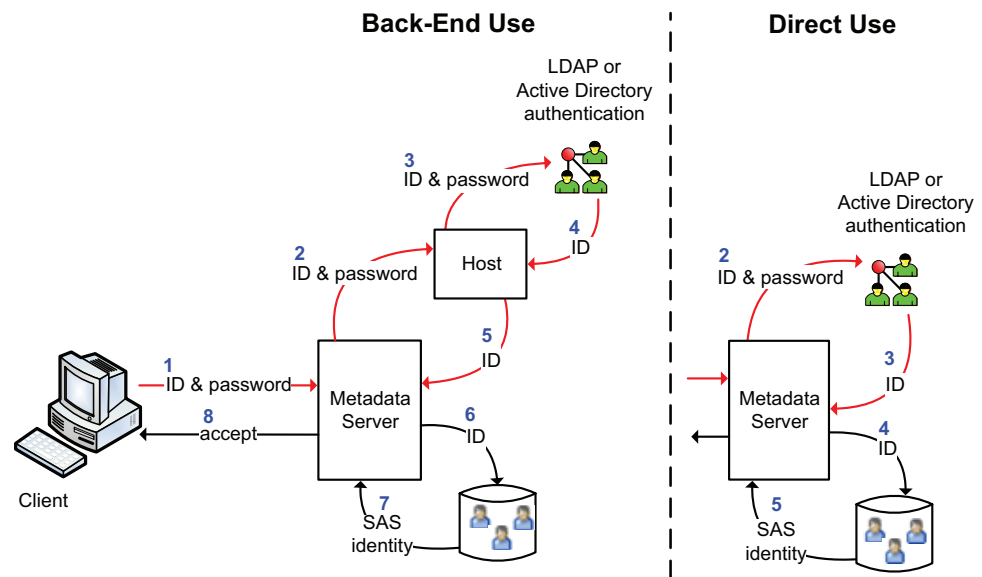 Back-End Use
Direct Use
LDAP or
Active Directory
authentication
3
ID & password
4
ID
2
ID & password
Host
5
ID
1
ID & password
Metadata
Server
8
accept
6
ID
7
SAS
identity
Client
LDAP or
Active Directory
authentication
2
ID & password
3
ID
Metadata
Server
4
ID
5
SAS
identity